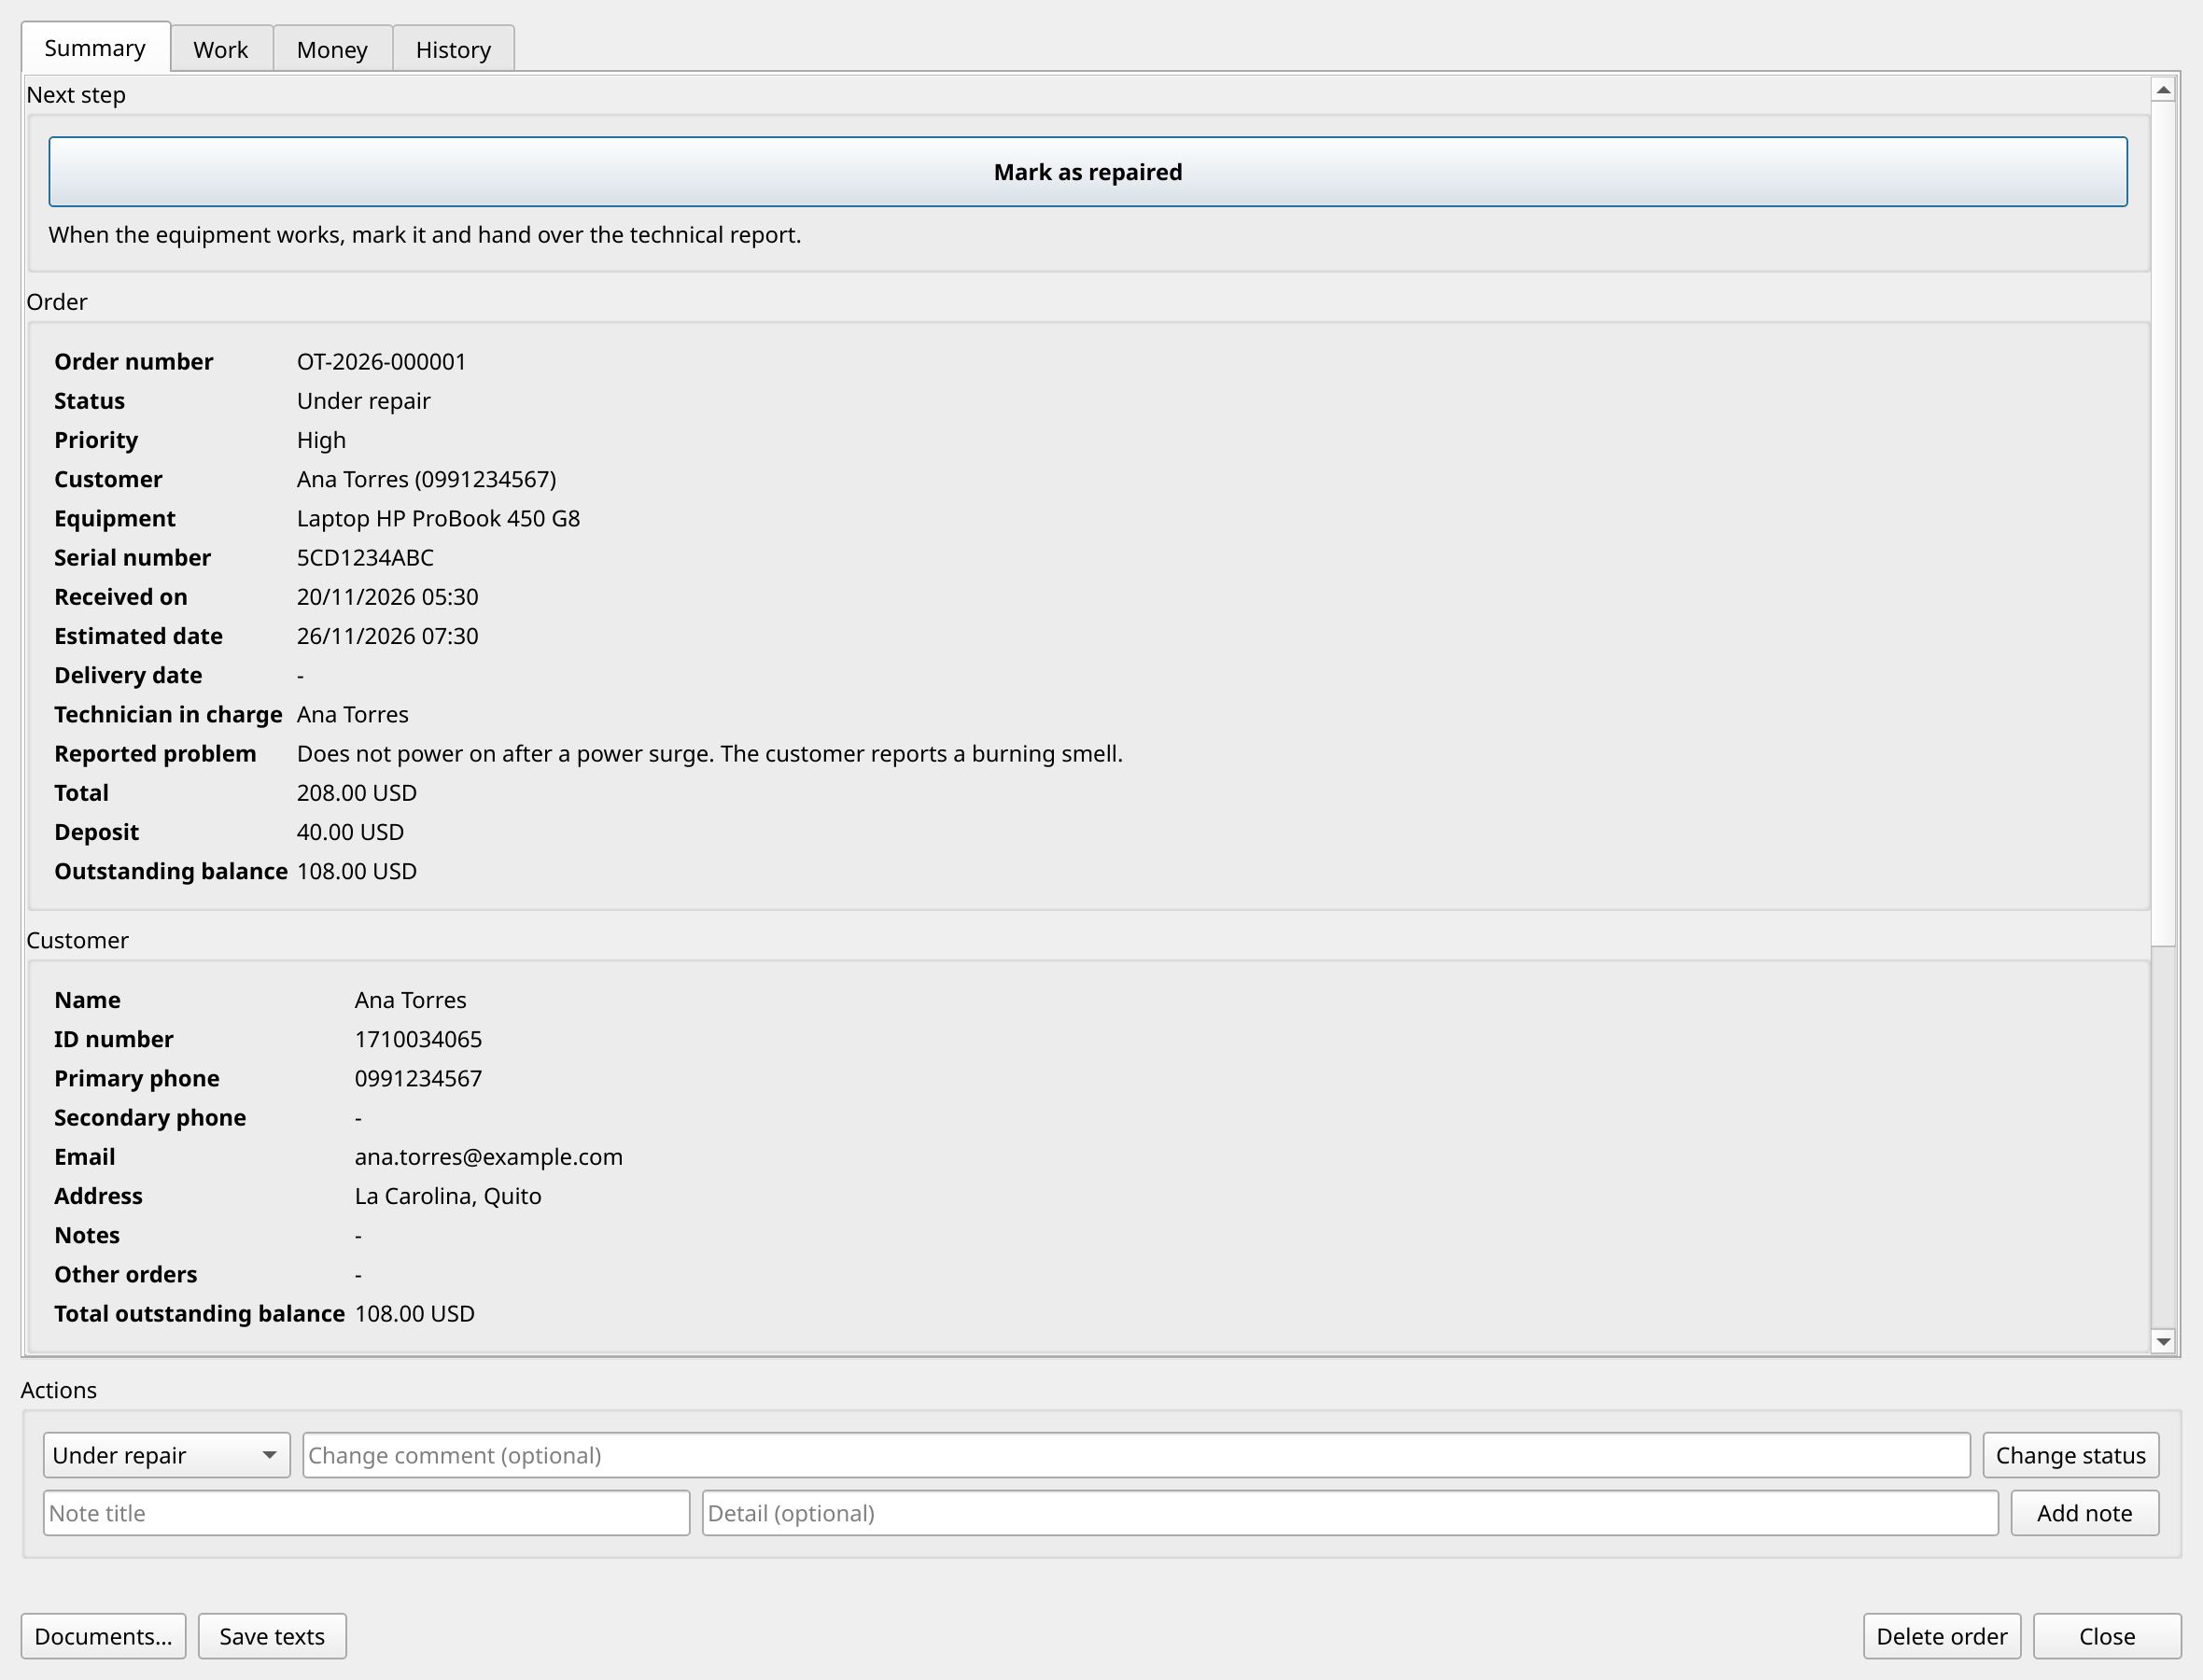 Summary Work Money History
Next step
Mark as repaired
When the equipment works, mark it and hand over the technical report.
Order
Order number OT-2026-000001
Status Under repair
Priority High
Customer Ana Torres (0991234567)
Equipment Laptop HP ProBook 450 G8
Serial number 5CD1234ABC
Received on 20/11/2026 05:30
Estimated date 26/11/2026 07:30
Delivery date -
Technician in charge Ana Torres
Reported problem Does not power on after a power surge. The customer reports a burning smell.
Total 208.00 USD
Deposit 40.00 USD
Outstanding balance 108.00 USD
Customer
Name Ana Torres
ID number 1710034065
Primary phone 0991234567
Secondary phone -
Email ana.torres@example.com
Address La Carolina, Quito
Notes -
Other orders -
Total outstanding balance 108.00 USD
Actions
Under repair Change comment (optional) Change status
Note title Detail (optional) Add note
Documents... Save texts Delete order Close